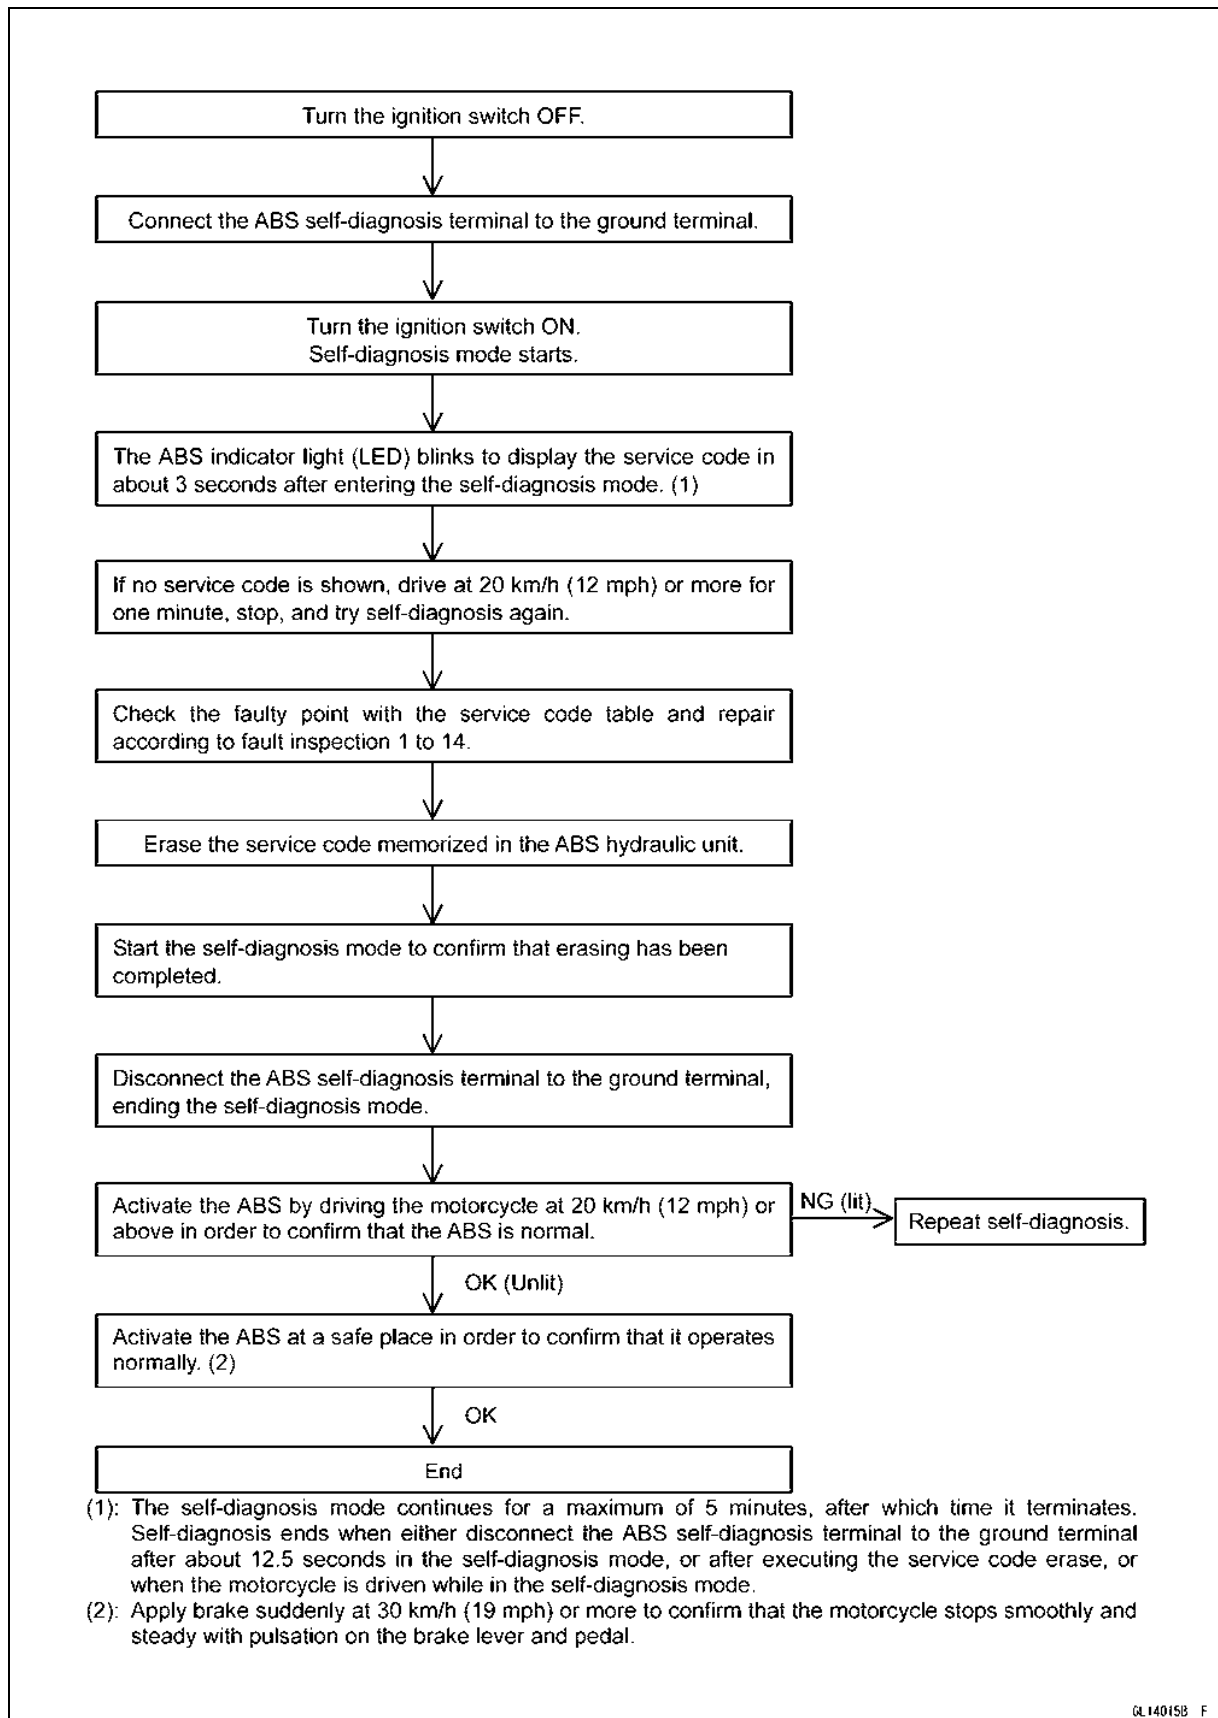 Turn the ignition switch OFF.
Connect the ABS self-diagnosis terminal to the ground terminal.
Turn the ignition switch ON.
Self-diagnosis mode starts.
The ABS indicator light (LED) blinks to display the service code in
about 3 seconds after entering the self-diagnosis mode. (1)
If no service code is shown, drive at 20 km/h (12 mph) or more for
one minute, stop, and try self-diagnosis again.
Check the faulty point with the service code table and repair
according to fault inspection 1 to 14.
Erase the service code memorized in the ABS hydraulic unit.
Start the self-diagnosis mode to confirm that erasing has been
completed.
Disconnect the ABS self-diagnosis terminal to the ground terminal,
ending the self-diagnosis mode.
Activate the ABS by driving the motorcycle at 20 km/h (12 mph) or
above in order to confirm that the ABS is normal.
NG (lit)
Repeat self-diagnosis.
OK (Unlit)
Activate the ABS at a safe place in order to confirm that it operates
normally. (2)
OK
End
(1): The self-diagnosis mode continues for a maximum of 5 minutes, after which time it terminates.
Self-diagnosis ends when either disconnect the ABS self-diagnosis terminal to the ground terminal
after about 12.5 seconds in the self-diagnosis mode, or after executing the service code erase, or
when the motorcycle is driven while in the self-diagnosis mode.
(2): Apply brake suddenly at 30 km/h (19 mph) or more to confirm that the motorcycle stops smoothly and
steady with pulsation on the brake lever and pedal.
GL14015B F